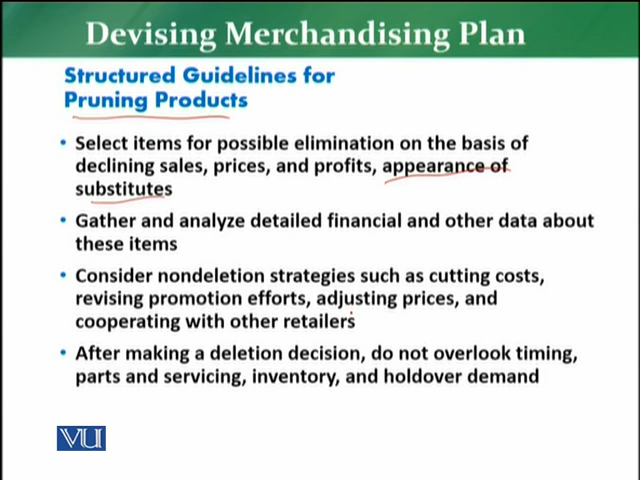 Devising Merchandising Plan
Structured Guidelines for
Pruning Products
• Select items for possible elimination on the basis of
declining sales, prices, and profits, appearance of
substitutes
• Gather and analyze detailed financial and other data about
these items
• Consider nondeletion strategies such as cutting costs,
revising promotion efforts, adjusting prices, and
cooperating with other retailers
• After making a deletion decision, do not overlook timing,
parts and servicing, inventory, and holdover demand
VU